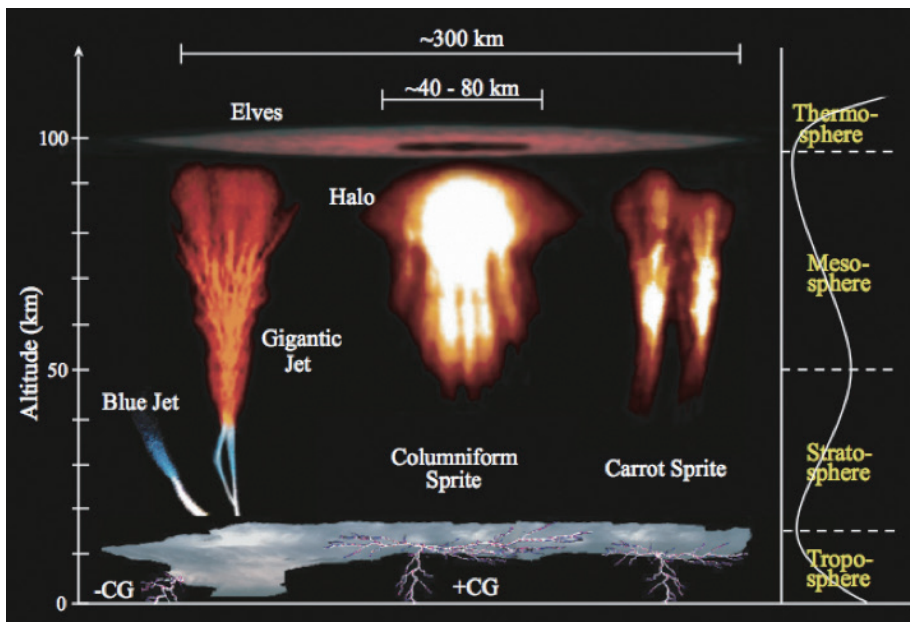 ~300 km
~40 - 80 km
Elves
Thermo-
sphere
100
Halo
Meso-
sphere
Altitude (km)
Gigantic
Jet
50
Blue Jet
Columniform
Sprite
Carrot Sprite
Strato-
sphere
-CG
+CG
Tropo-
sphere
0